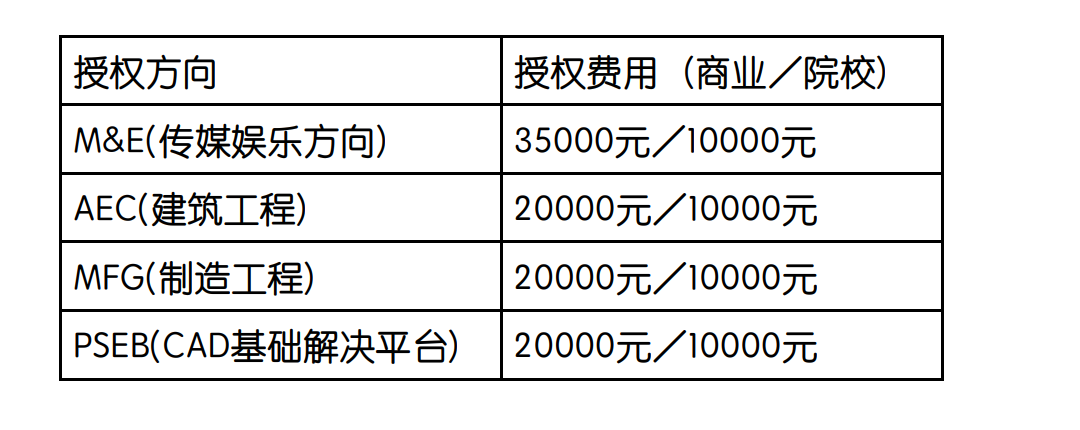 授权方向 授权费用（商业／院校）
M&E(传媒娱乐方向) 35000元／10000元
AEC(建筑工程) 20000元／10000元
MFG(制造工程) 20000元／10000元
PSEB(CAD基础解决平台) 20000元／10000元